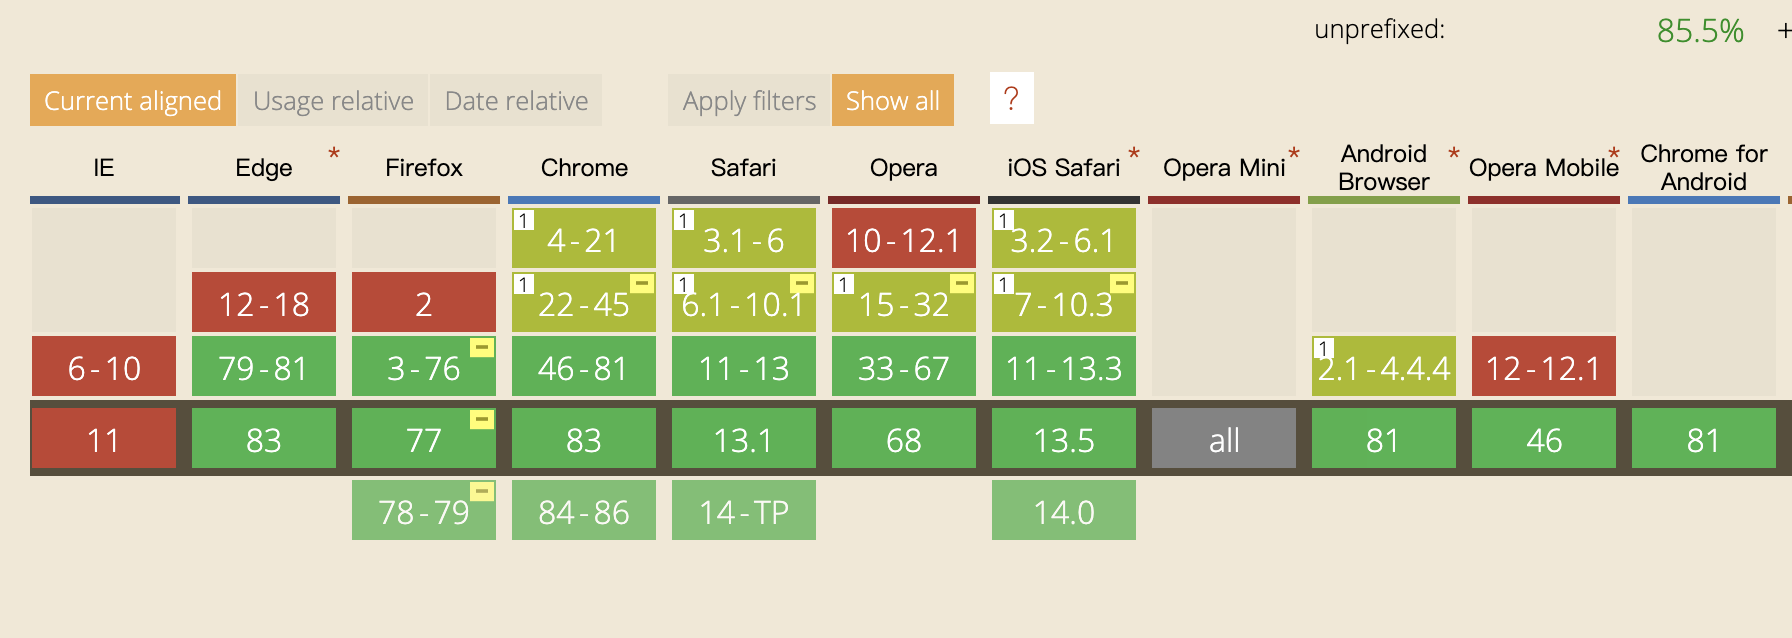 unprefixed: 85.5% +
Current aligned Usage relative Date relative Apply filters Show all ?
IE Edge * Firefox Chrome Safari Opera iOS Safari * Opera Mini * Android Browser * Opera Mobile * Chrome for Android
1 4-21 1 3.1-6 10-12.1 1 3.2-6.1
12-18 2 1 22-45 - 1 6.1-10.1 - 1 15-32 - 1 7-10.3 -
6-10 79-81 3-76 - 46-81 11-13 33-67 11-13.3 1 2.1-4.4.4 12-12.1
11 83 77 - 83 13.1 68 13.5 all 81 46 81
78-79 - 84-86 14-TP 14.0